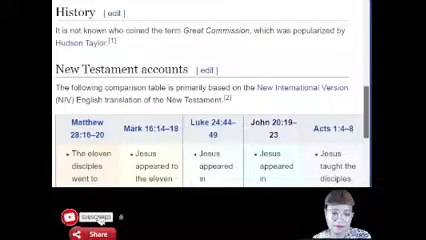 History [ edit ]
It is not known who coined the term Great Commission, which was popularized by
Hudson Taylor.[1]
New Testament accounts [ edit ]
The following comparison table is primarily based on the New International Version
(NIV) English translation of the New Testament.[2]
Matthew
28:16–20
Mark 16:14–18
Luke 24:44–
49
John 20:19–
23
Acts 1:4–8
• The eleven
disciples
went to
• Jesus
appeared to
the eleven
• Jesus
appeared
in
• Jesus
appeared
in
• Jesus
taught the
disciples
SUBSCRIBED
Share